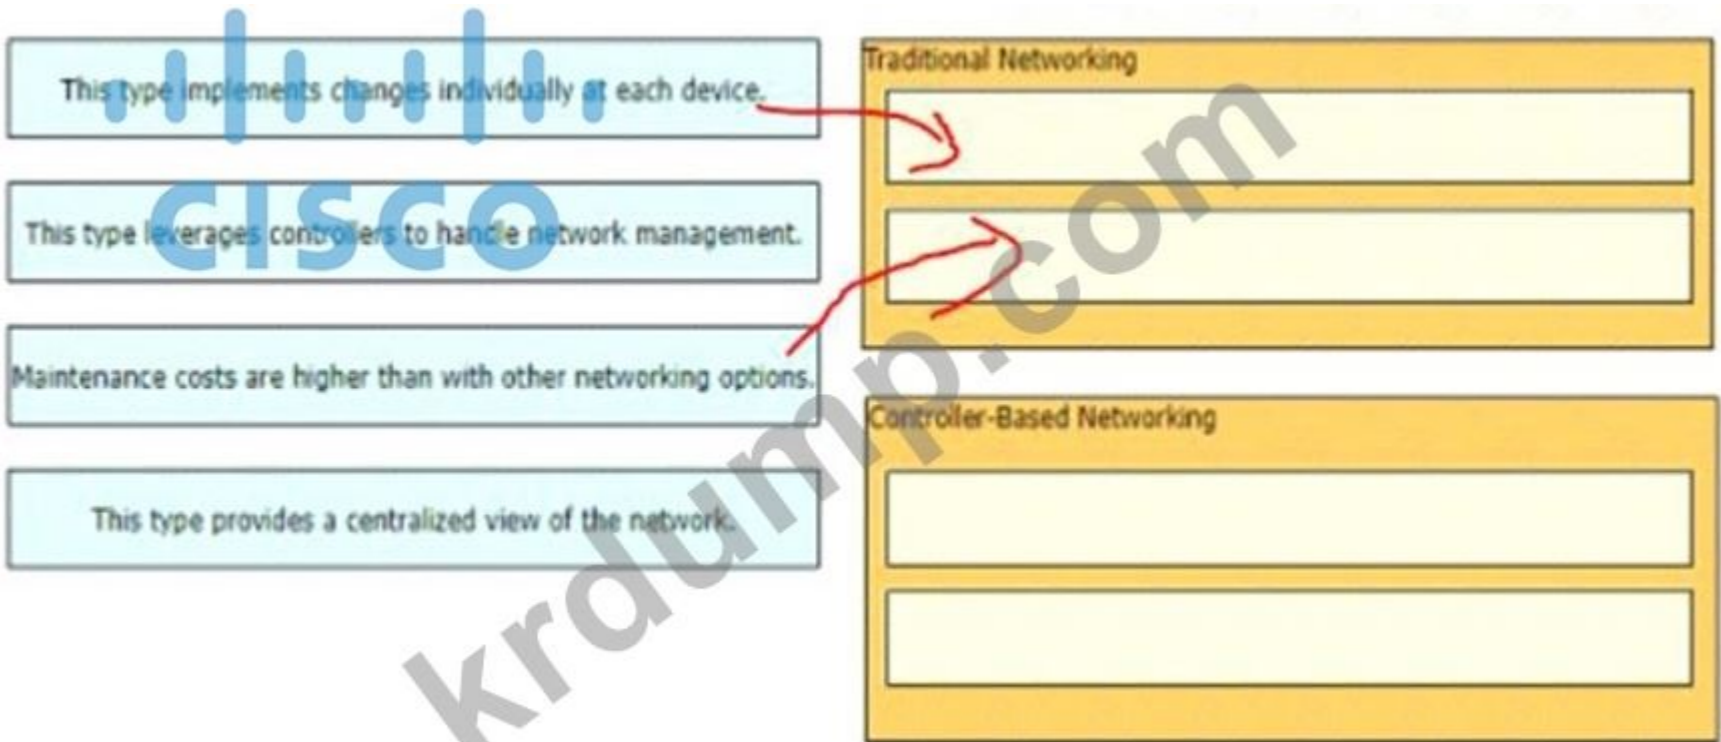 This type implements changes individually at each device.
CISCO
This type leverages controllers to handle network management.
Maintenance costs are higher than with other networking options.
This type provides a centralized view of the network.
Traditional Networking
Controller-Based Networking
krdump.com